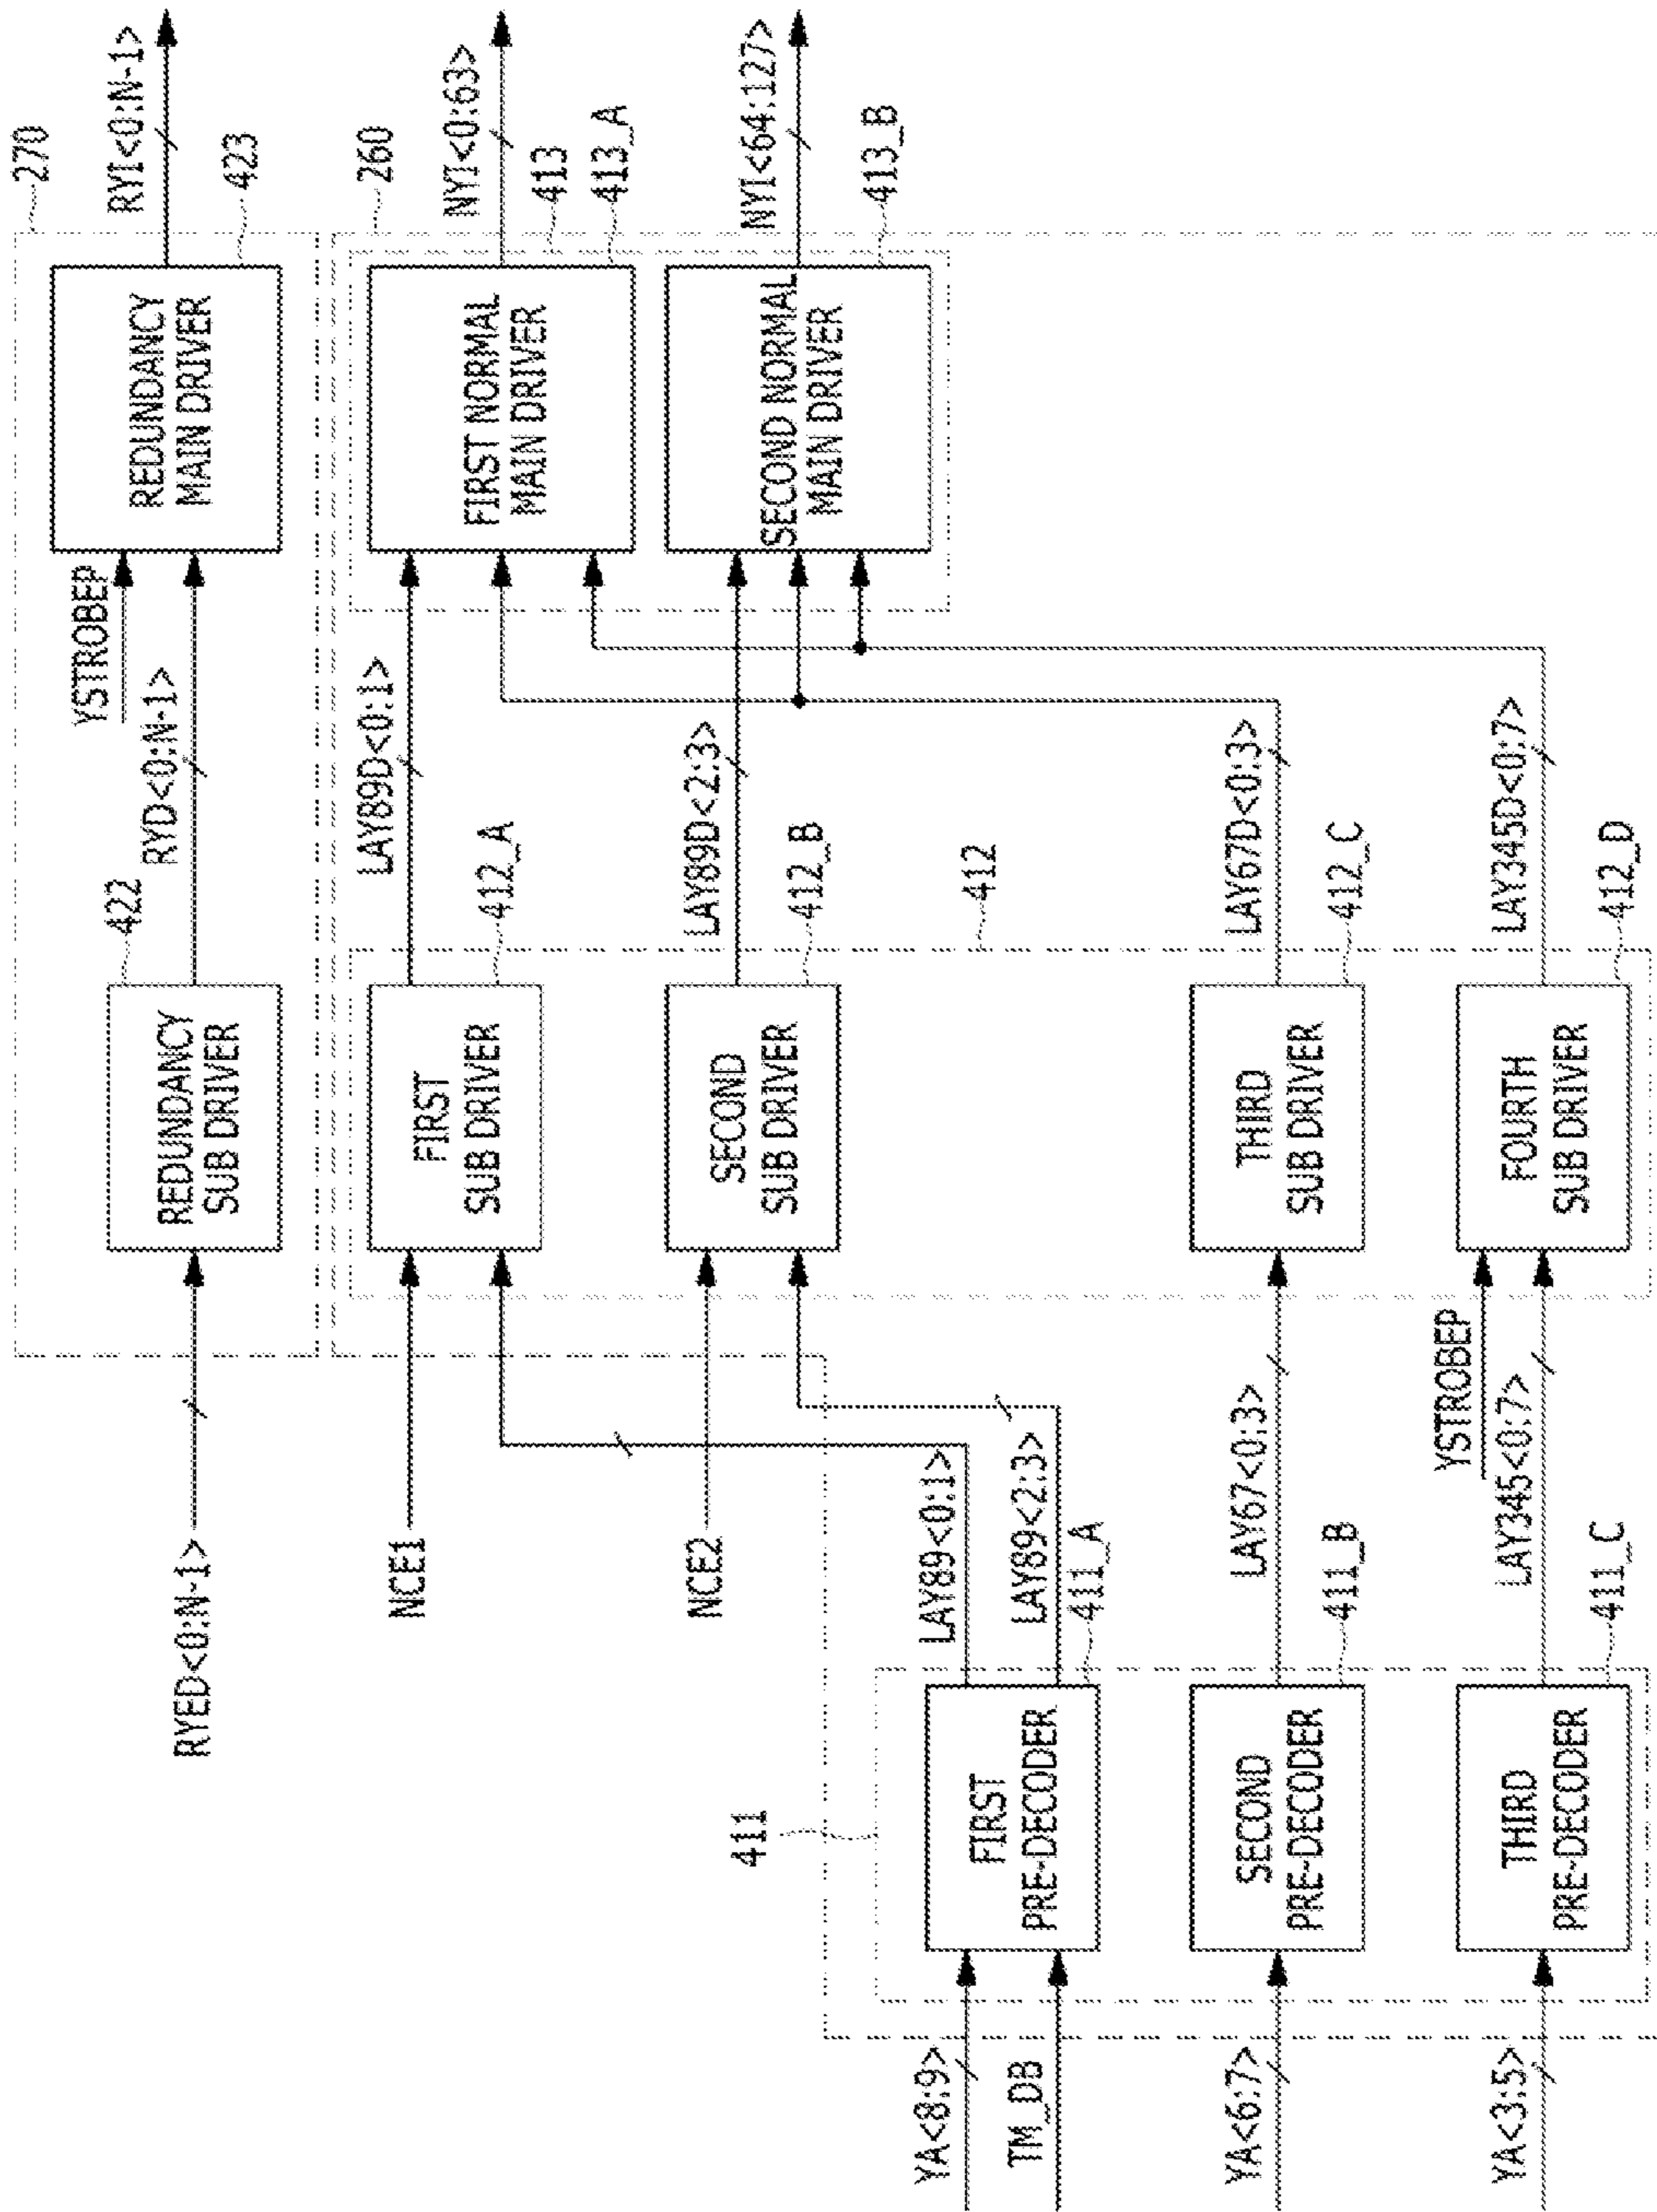 270
RYI<0:N-1>
423
REDUNDANCY
MAIN DRIVER
YSTROBEP
RYD<0:N-1>
422
REDUNDANCY
SUB DRIVER
RYED<0:N-1>
260
NYI<0:63>
413
413_A
FIRST NORMAL
MAIN DRIVER
NYI<64:127>
413_B
SECOND NORMAL
MAIN DRIVER
LAY89D<0:1>
412_A
FIRST
SUB DRIVER
NCE1
LAY89D<2:3>
412_B
SECOND
SUB DRIVER
NCE2
412
LAY67D<0:3>
412_C
THIRD
SUB DRIVER
LAY345D<0:7>
412_D
FOURTH
SUB DRIVER
YSTROBEP
LAY89<0:1>
LAY89<2:3>
411_A
LAY67<0:3>
411_B
LAY345<0:7>
411_C
411
FIRST
PRE-DECODER
SECOND
PRE-DECODER
THIRD
PRE-DECODER
YA<8:9>
TM_DB
YA<6:7>
YA<3:5>